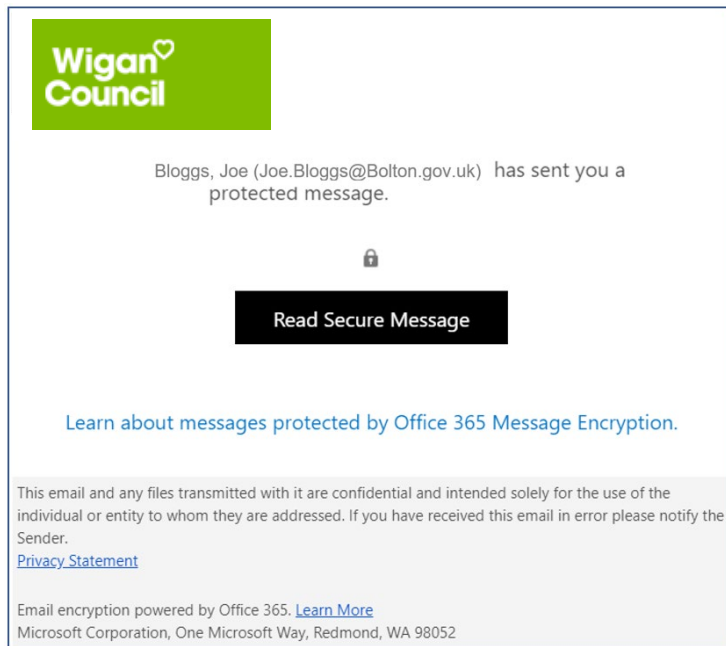 Wigan
Council
Bloggs, Joe (Joe.Bloggs@Bolton.gov.uk) has sent you a
protected message.
Read Secure Message
Learn about messages protected by Office 365 Message Encryption.
This email and any files transmitted with it are confidential and intended solely for the use of the
individual or entity to whom they are addressed. If you have received this email in error please notify the
Sender.
Privacy Statement
Email encryption powered by Office 365. Learn More
Microsoft Corporation, One Microsoft Way, Redmond, WA 98052